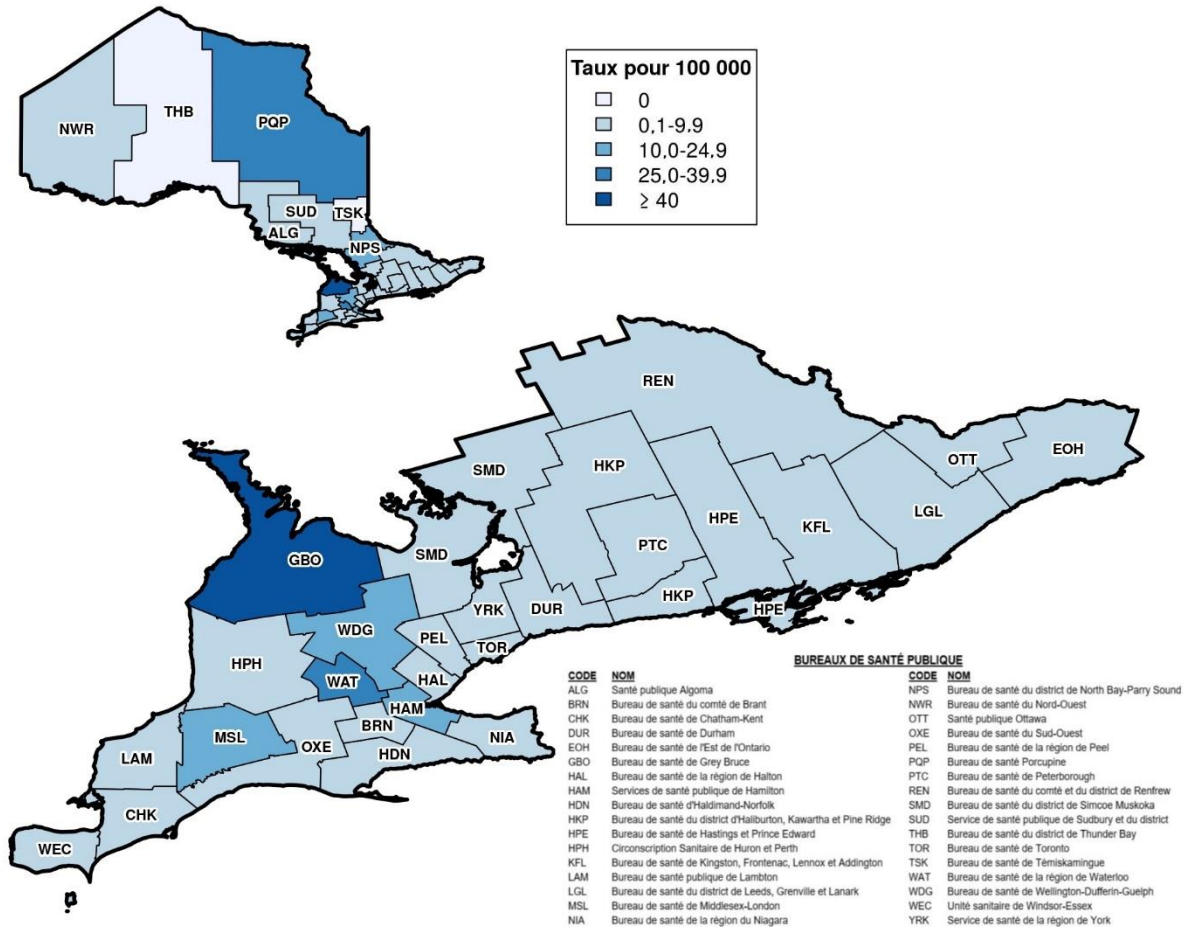 Taux pour 100 000
0
0,1-9,9
10,0-24,9
25,0-39,9
≥ 40
NWR
THB
PQP
SUD
TSK
ALG
NPS
REN
SMD
HKP
OTT
EOH
LGL
HPE
KFL
PTC
GBO
SMD
HKP
HPE
YRK
DUR
WDG
PEL
TOR
HPH
WAT
HAL
HAM
MSL
BRN
NIA
OXE
HDN
LAM
CHK
WEC
BUREAUX DE SANTÉ PUBLIQUE
CODE NOM
ALG Santé publique Algoma
BRN Bureau de santé du comté de Brant
CHK Bureau de santé de Chatham-Kent
DUR Bureau de santé de Durham
EOH Bureau de santé de l'Est de l'Ontario
GBO Bureau de santé de Grey Bruce
HAL Bureau de santé de la région de Halton
HAM Services de santé publique de Hamilton
HDN Bureau de santé d'Haldimand-Norfolk
HKP Bureau de santé du district d'Haliburton, Kawartha et Pine Ridge
HPE Bureau de santé de Hastings et Prince Edward
HPH Circonscription Sanitaire de Huron et Perth
KFL Bureau de santé de Kingston, Frontenac, Lennox et Addington
LAM Bureau de santé publique de Lambton
LGL Bureau de santé du district de Leeds, Grenville et Lanark
MSL Bureau de santé de Middlesex-London
NIA Bureau de santé de la région du Niagara
CODE NOM
NPS Bureau de santé du district de North Bay-Parry Sound
NWR Bureau de santé du Nord-Ouest
OTT Santé publique Ottawa
OXE Bureau de santé du Sud-Ouest
PEL Bureau de santé de la région de Peel
PQP Bureau de santé Porcupine
PTC Bureau de santé de Peterborough
REN Bureau de santé du comté et du district de Renfrew
SMD Bureau de santé du district de Simcoe Muskoka
SUD Service de santé publique de Sudbury et du district
THB Bureau de santé du district de Thunder Bay
TOR Bureau de santé de Toronto
TSK Bureau de santé de Témiskamingue
WAT Bureau de santé de la région de Waterloo
WDG Bureau de santé de Wellington-Dufferin-Guelph
WEC Unité sanitaire de Windsor-Essex
YRK Service de santé de la région de York